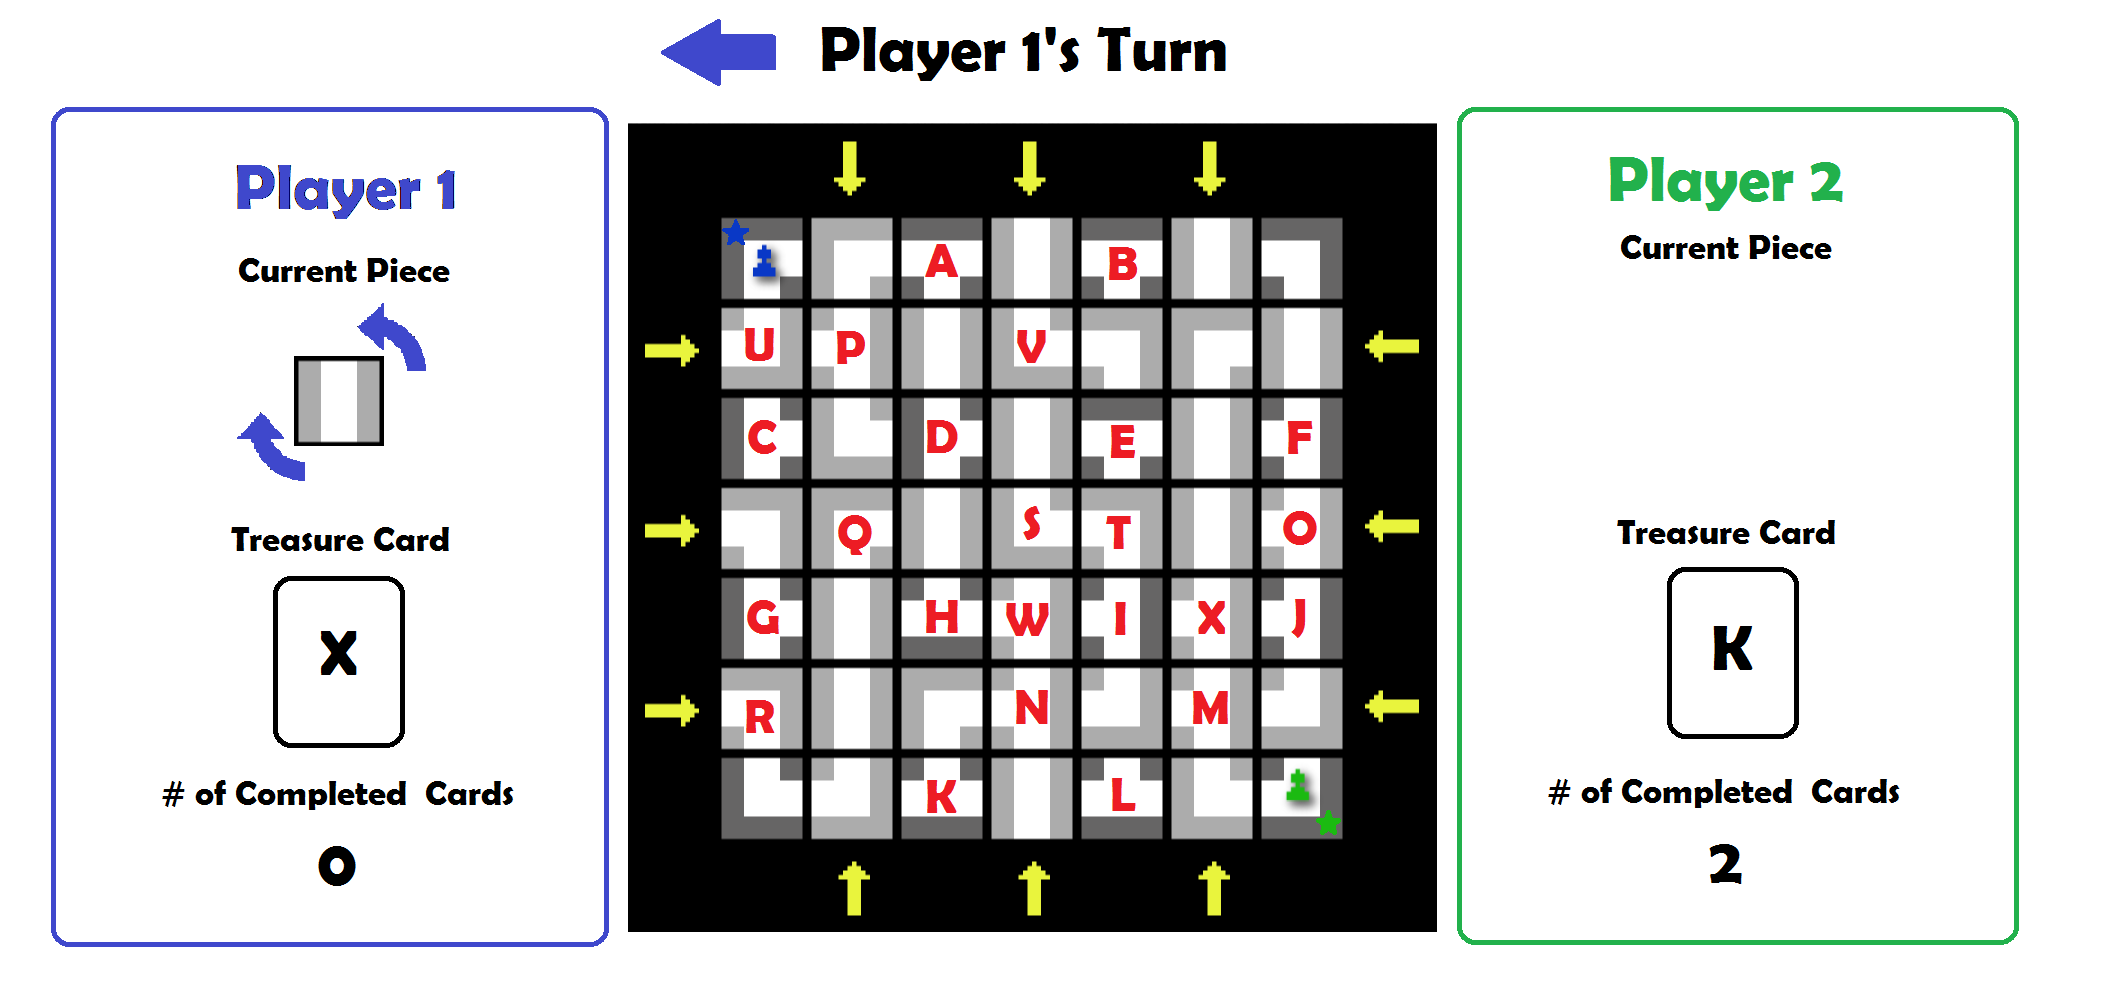 Player 1's Turn
Player 1
Current Piece
Treasure Card
X
# of Completed Cards
0
A B
U P V
C D E F
Q S T O
G H W I X J
R N M
K L
Player 2
Current Piece
Treasure Card
K
# of Completed Cards
2